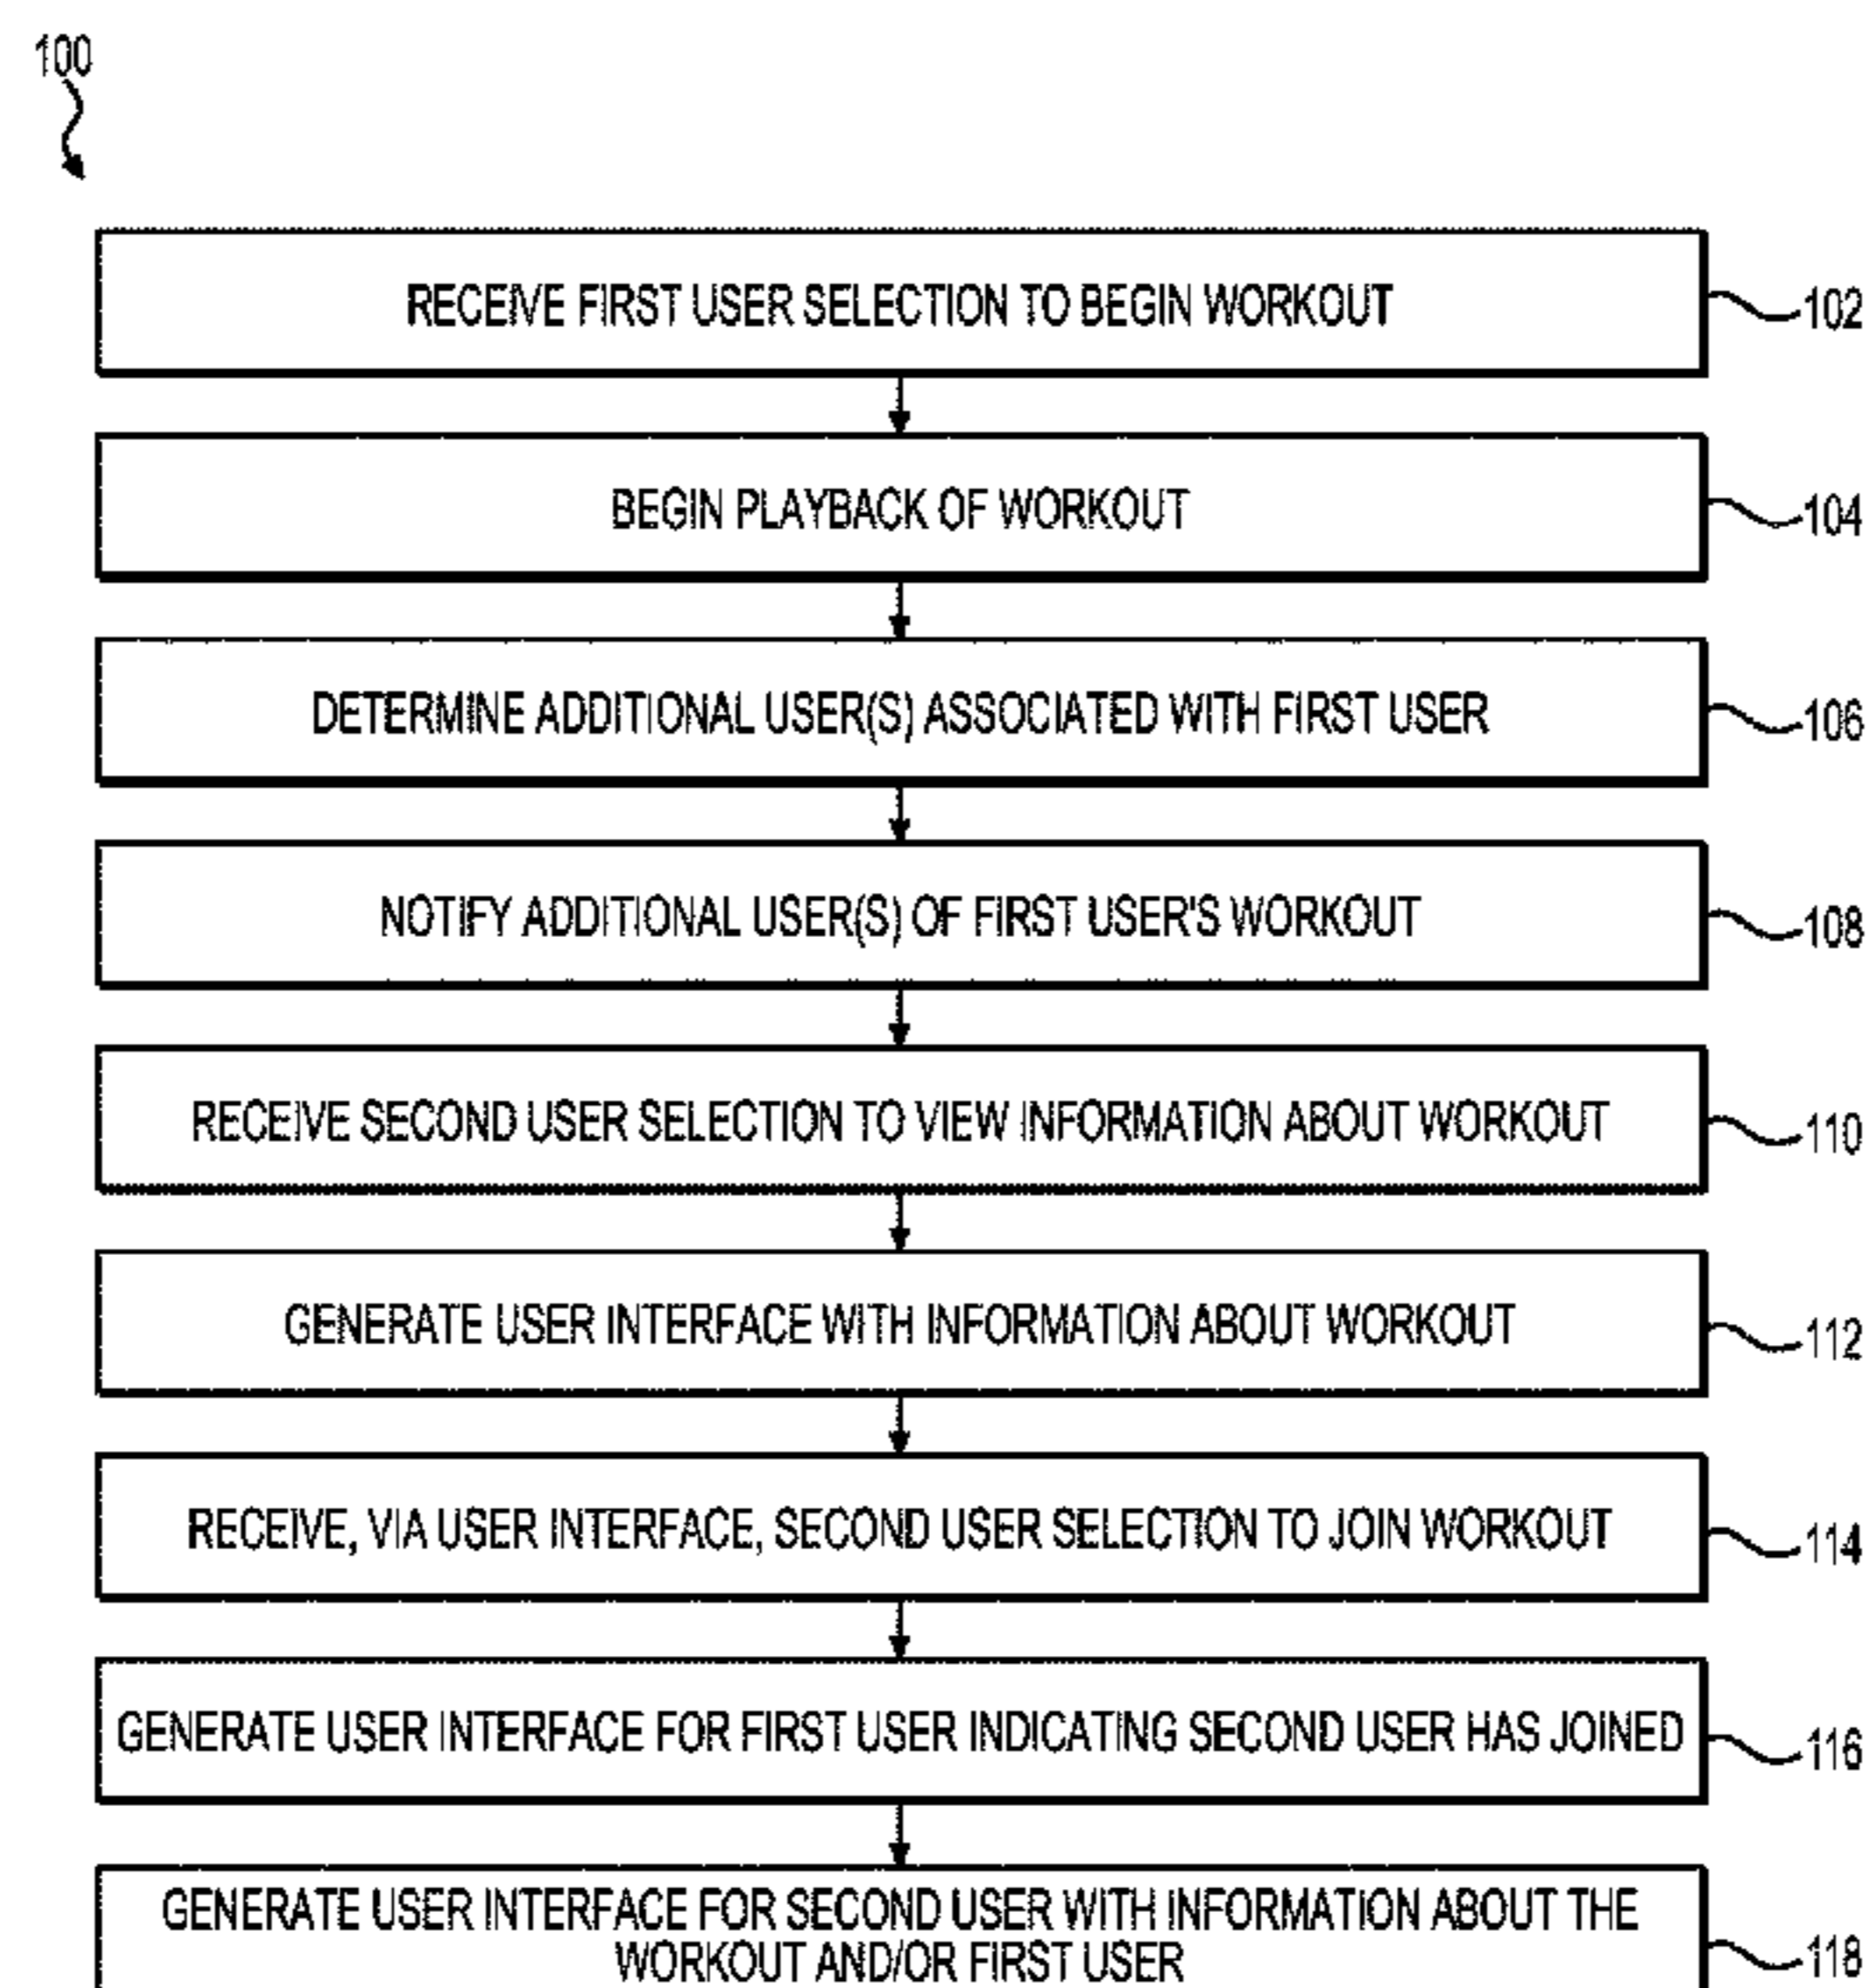 100
RECEIVE FIRST USER SELECTION TO BEGIN WORKOUT
102
BEGIN PLAYBACK OF WORKOUT
104
DETERMINE ADDITIONAL USER(S) ASSOCIATED WITH FIRST USER
106
NOTIFY ADDITIONAL USER(S) OF FIRST USER'S WORKOUT
108
RECEIVE SECOND USER SELECTION TO VIEW INFORMATION ABOUT WORKOUT
110
GENERATE USER INTERFACE WITH INFORMATION ABOUT WORKOUT
112
RECEIVE, VIA USER INTERFACE, SECOND USER SELECTION TO JOIN WORKOUT
114
GENERATE USER INTERFACE FOR FIRST USER INDICATING SECOND USER HAS JOINED
116
GENERATE USER INTERFACE FOR SECOND USER WITH INFORMATION ABOUT THE
WORKOUT AND/OR FIRST USER
118